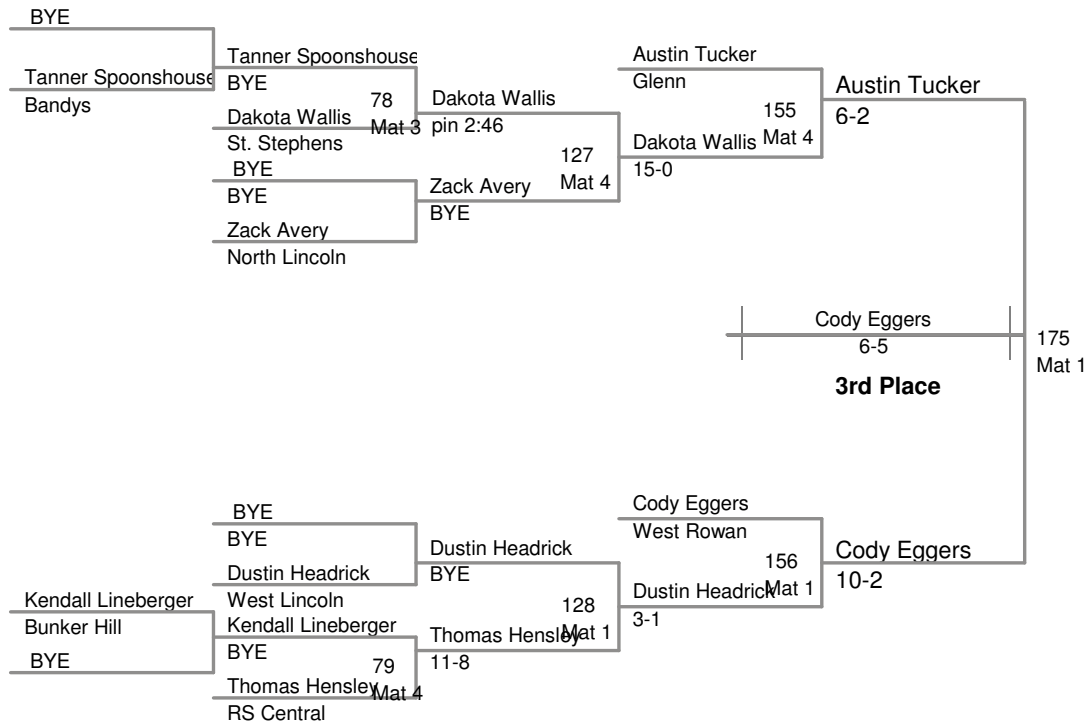 BYE
Tanner Spoonshouse
Bandys
Tanner Spoonshouse
BYE
78
Mat 3
Dakota Wallis
St. Stephens
Dakota Wallis
pin 2:46
BYE
BYE
Zack Avery
North Lincoln
Zack Avery
BYE
127
Mat 4
Austin Tucker
Glenn
Dakota Wallis
15-0
155
Mat 4
Austin Tucker
6-2
Cody Eggers
6-5
3rd Place
175
Mat 1
BYE
BYE
Dustin Headrick
West Lincoln
Dustin Headrick
BYE
Kendall Lineberger
Bunker Hill
BYE
Kendall Lineberger
BYE
79
Mat 4
Thomas Hensley
RS Central
Thomas Hensley
11-8
128
Mat 1
Cody Eggers
West Rowan
Dustin Headrick
3-1
156
Mat 1
Cody Eggers
10-2